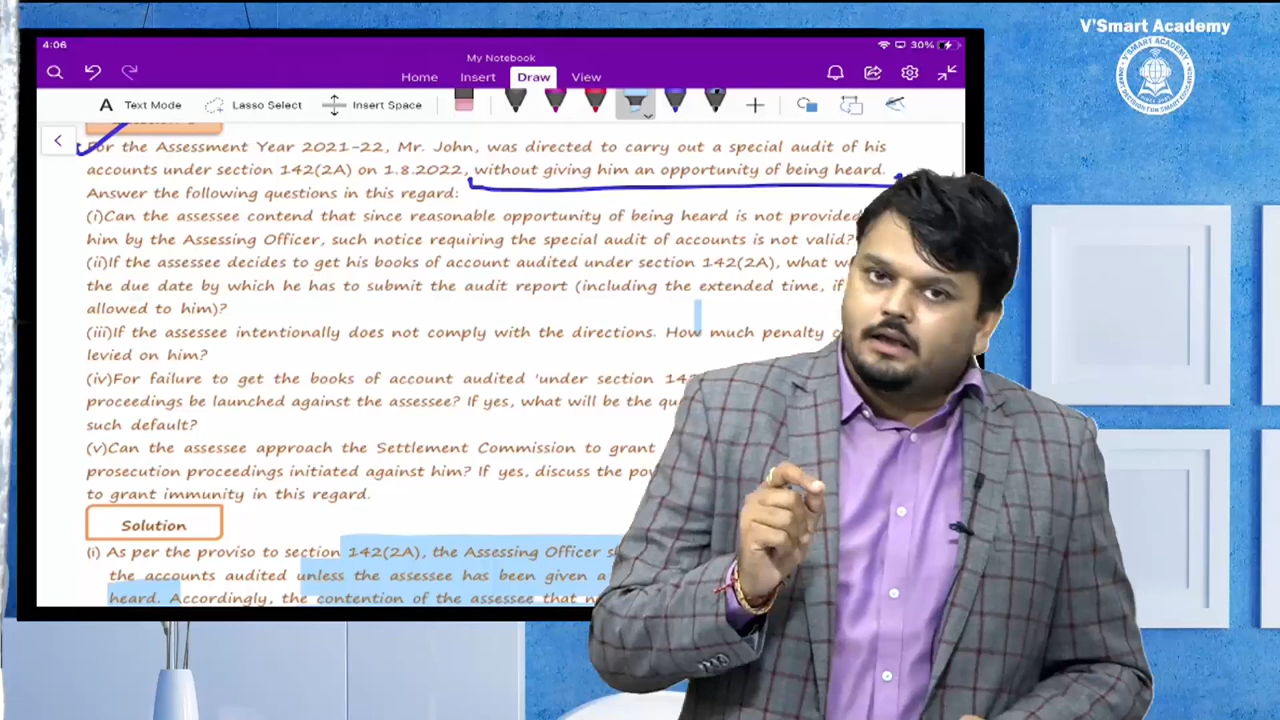 V'Smart Academy
4:06
30%
My Notebook
Home Insert Draw View
Text Mode Lasso Select Insert Space
For the Assessment Year 2021-22, Mr. John, was directed to carry out a special audit of his
accounts under section 142(2A) on 1.8.2022, without giving him an opportunity of being heard.
Answer the following questions in this regard:
(i)Can the assessee contend that since reasonable opportunity of being heard is not provided
him by the Assessing Officer, such notice requiring the special audit of accounts is not valid?
(ii)If the assessee decides to get his books of account audited under section 142(2A), what
the due date by which he has to submit the audit report (including the extended time, if
allowed to him)?
(iii)If the assessee intentionally does not comply with the directions. How much penalty
levied on him?
(iv)For failure to get the books of account audited 'under section
proceedings be launched against the assessee? If yes, what will be the
such default?
(v)Can the assessee approach the Settlement Commission to grant
prosecution proceedings initiated against him? If yes, discuss the
to grant immunity in this regard.
Solution
(i) As per the proviso to section 142(2A), the Assessing Officer
the accounts audited unless the assessee has been given a
heard. Accordingly, the contention of the assessee that